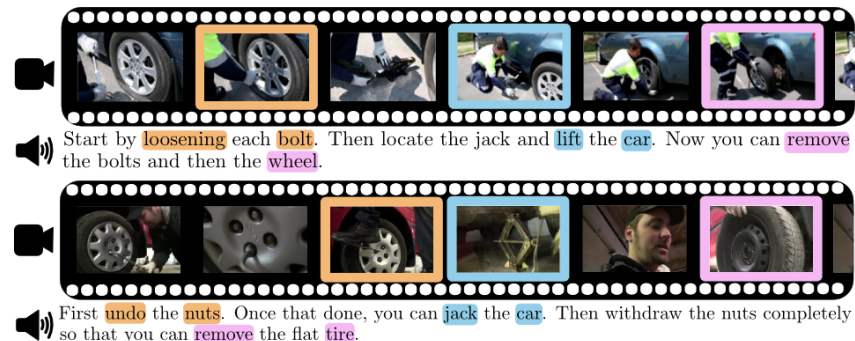 Start by loosening each bolt. Then locate the jack and lift the car. Now you can remove
the bolts and then the wheel.
First undo the nuts. Once that done, you can jack the car. Then withdraw the nuts completely
so that you can remove the flat tire.